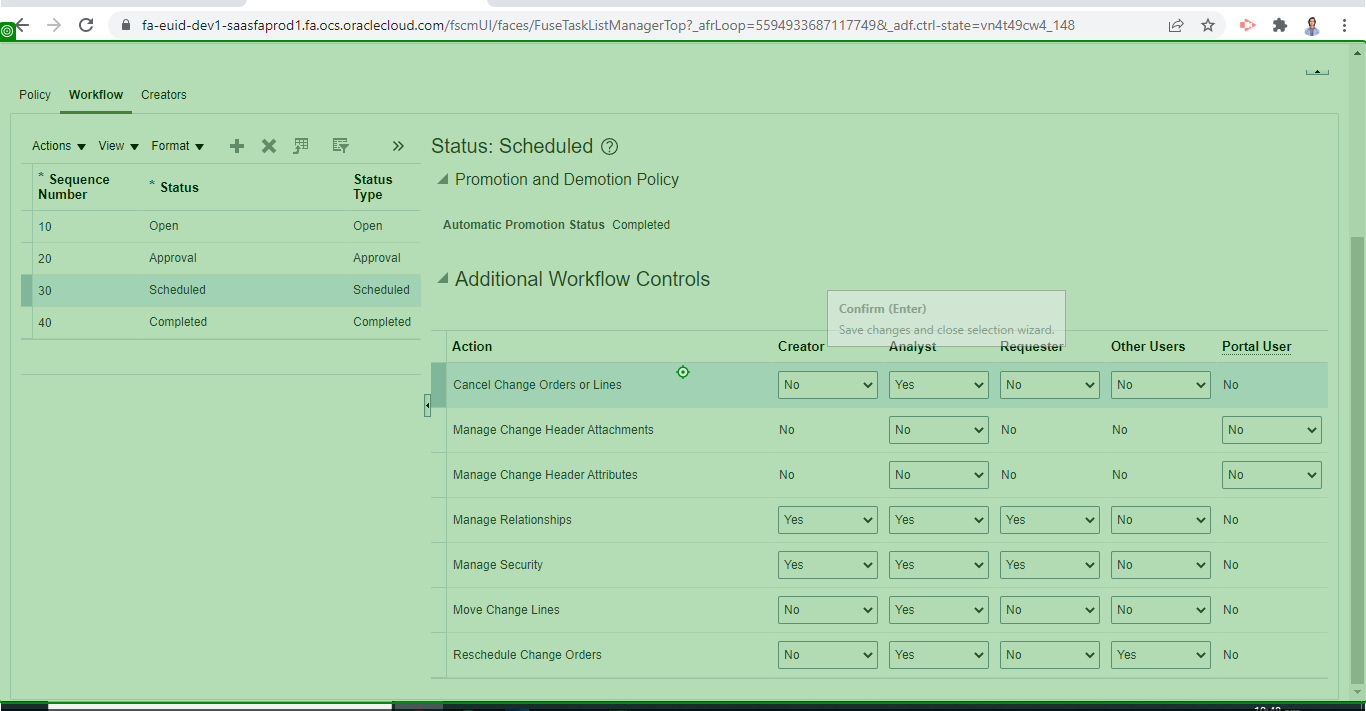 fa-euid-dev1-saasfaprod1.fa.ocs.oraclecloud.com/fscmUI/faces/FuseTaskListManagerTop?_afrLoop=5594933687117749&_adf.ctrl-state=vn4t49cw4_148
Policy Workflow Creators
Actions View Format
* Sequence Number * Status Status Type
10 Open Open
20 Approval Approval
30 Scheduled Scheduled
40 Completed Completed
Status: Scheduled
Promotion and Demotion Policy
Automatic Promotion Status Completed
Additional Workflow Controls
Confirm (Enter)
Save changes and close selection wizard.
Action Creator Analyst Requester Other Users Portal User
Cancel Change Orders or Lines No Yes No No No
Manage Change Header Attachments No No No No No
Manage Change Header Attributes No No No No No
Manage Relationships Yes Yes Yes No No
Manage Security Yes Yes Yes No No
Move Change Lines No Yes No No No
Reschedule Change Orders No Yes No Yes No